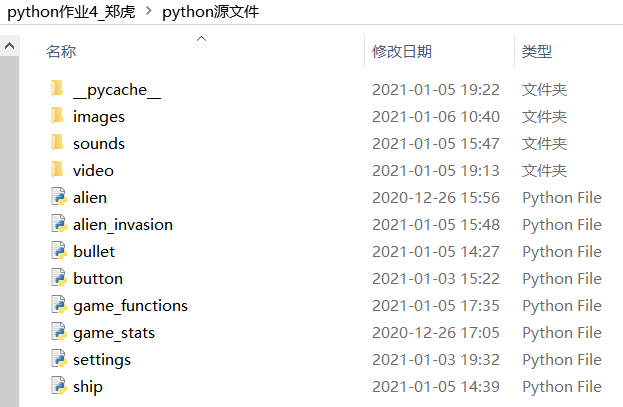 python作业4_郑虎 > python源文件
名称 修改日期 类型
__pycache__ 2021-01-05 19:22 文件夹
images 2021-01-06 10:40 文件夹
sounds 2021-01-05 15:47 文件夹
video 2021-01-05 19:13 文件夹
alien 2020-12-26 15:56 Python File
alien_invasion 2021-01-05 15:48 Python File
bullet 2021-01-05 14:27 Python File
button 2021-01-03 15:22 Python File
game_functions 2021-01-05 17:35 Python File
game_stats 2020-12-26 17:05 Python File
settings 2021-01-03 19:32 Python File
ship 2021-01-05 14:39 Python File